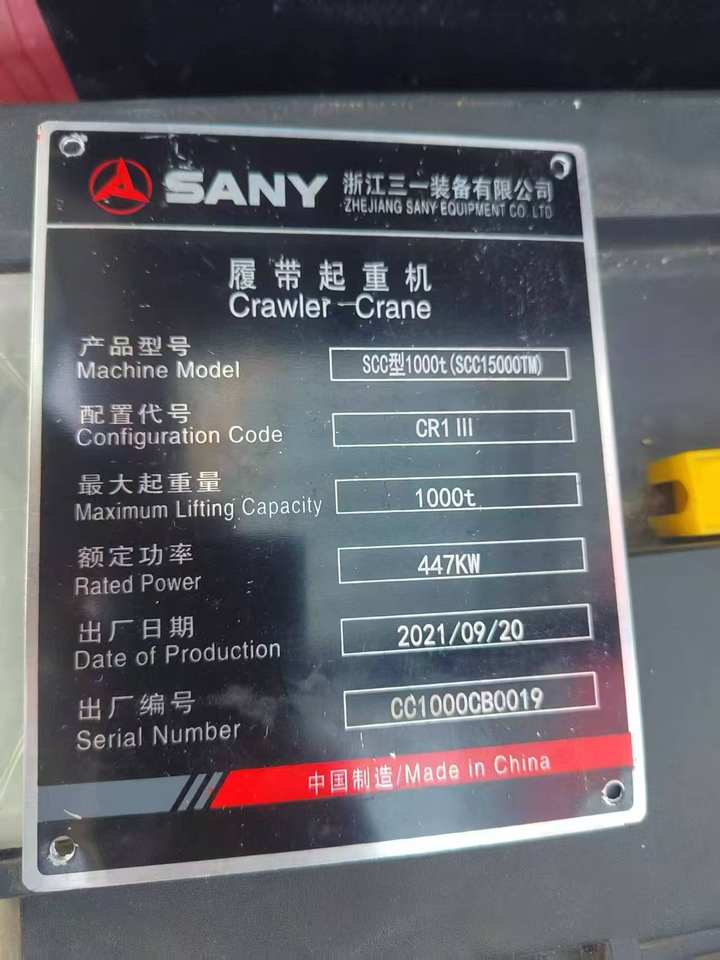 SANY 浙江三一装备有限公司
ZHEJIANG SANY EQUIPMENT CO. LTD
履带起重机
Crawler Crane
产品型号
Machine Model SCC型1000t(SCC15000TM)
配置代号
Configuration Code CR1 III
最大起重量
Maximum Lifting Capacity 1000t
额定功率
Rated Power 447KW
出厂日期
Date of Production 2021/09/20
出厂编号
Serial Number CC1000CB0019
中国制造/Made in China